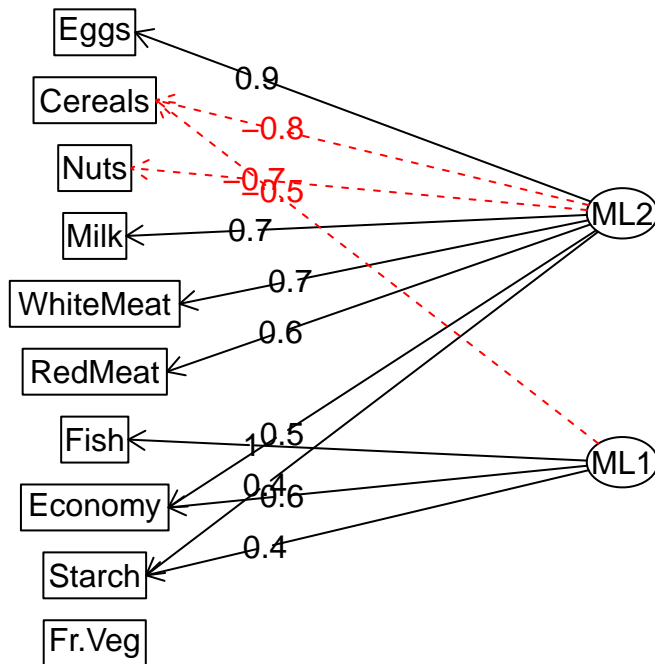 Eggs
0.9
Cereals
−0.8
Nuts
−0.7
−0.5
ML2
Milk
0.7
WhiteMeat
0.7
RedMeat
0.6
Fish
0.5
1
ML1
Economy
0.4
0.6
Starch
0.4
Fr.Veg